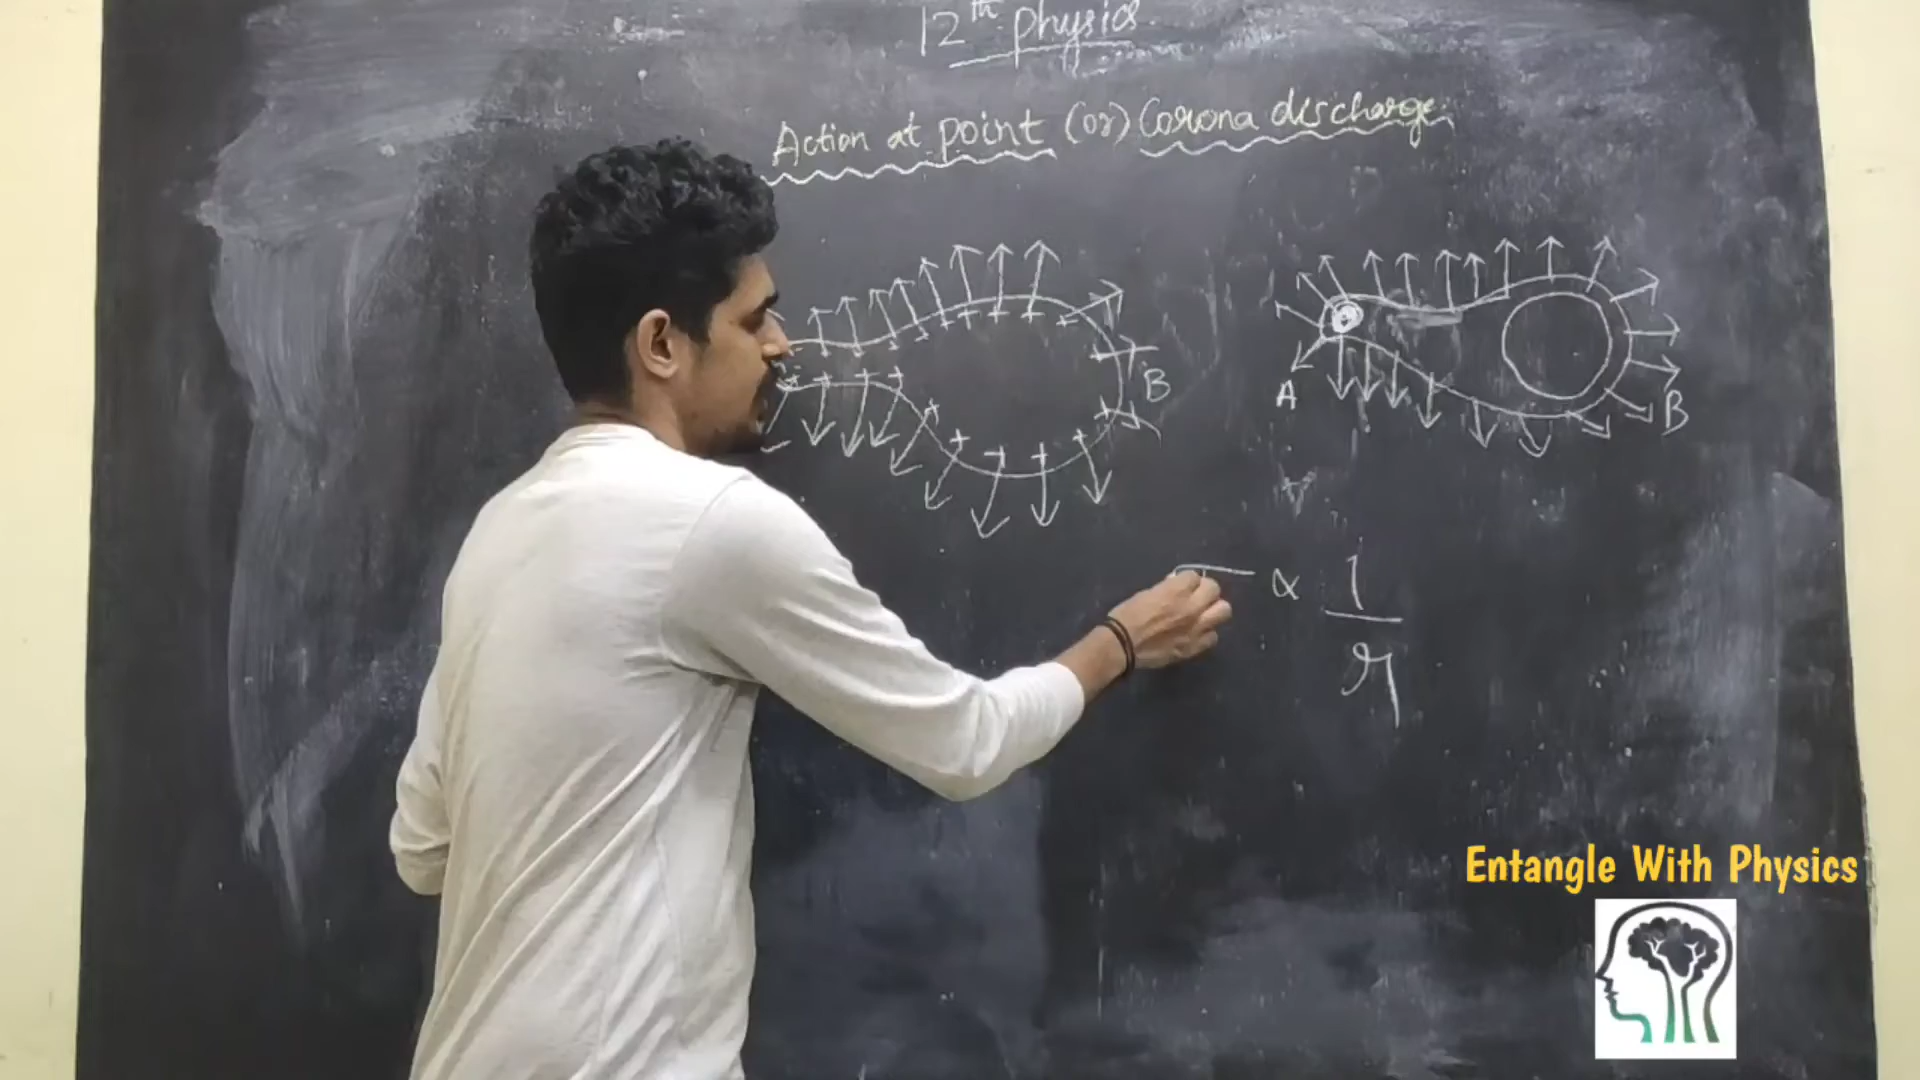 12th physics
Action at point (or) Corona discharge
B
A
B
∝ 1
r
Entangle With Physics